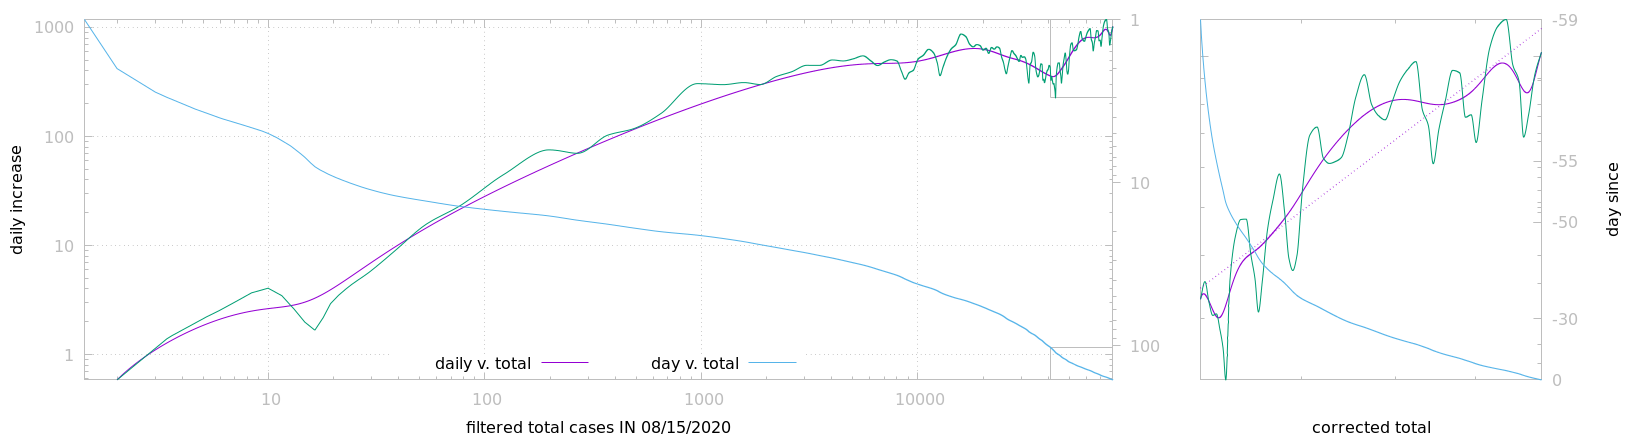 1000
100
10
1
daily increase
daily v. total
day v. total
10
100
1000
10000
filtered total cases IN 08/15/2020
1
10
100
-59
-55
-50
-30
0
day since
corrected total